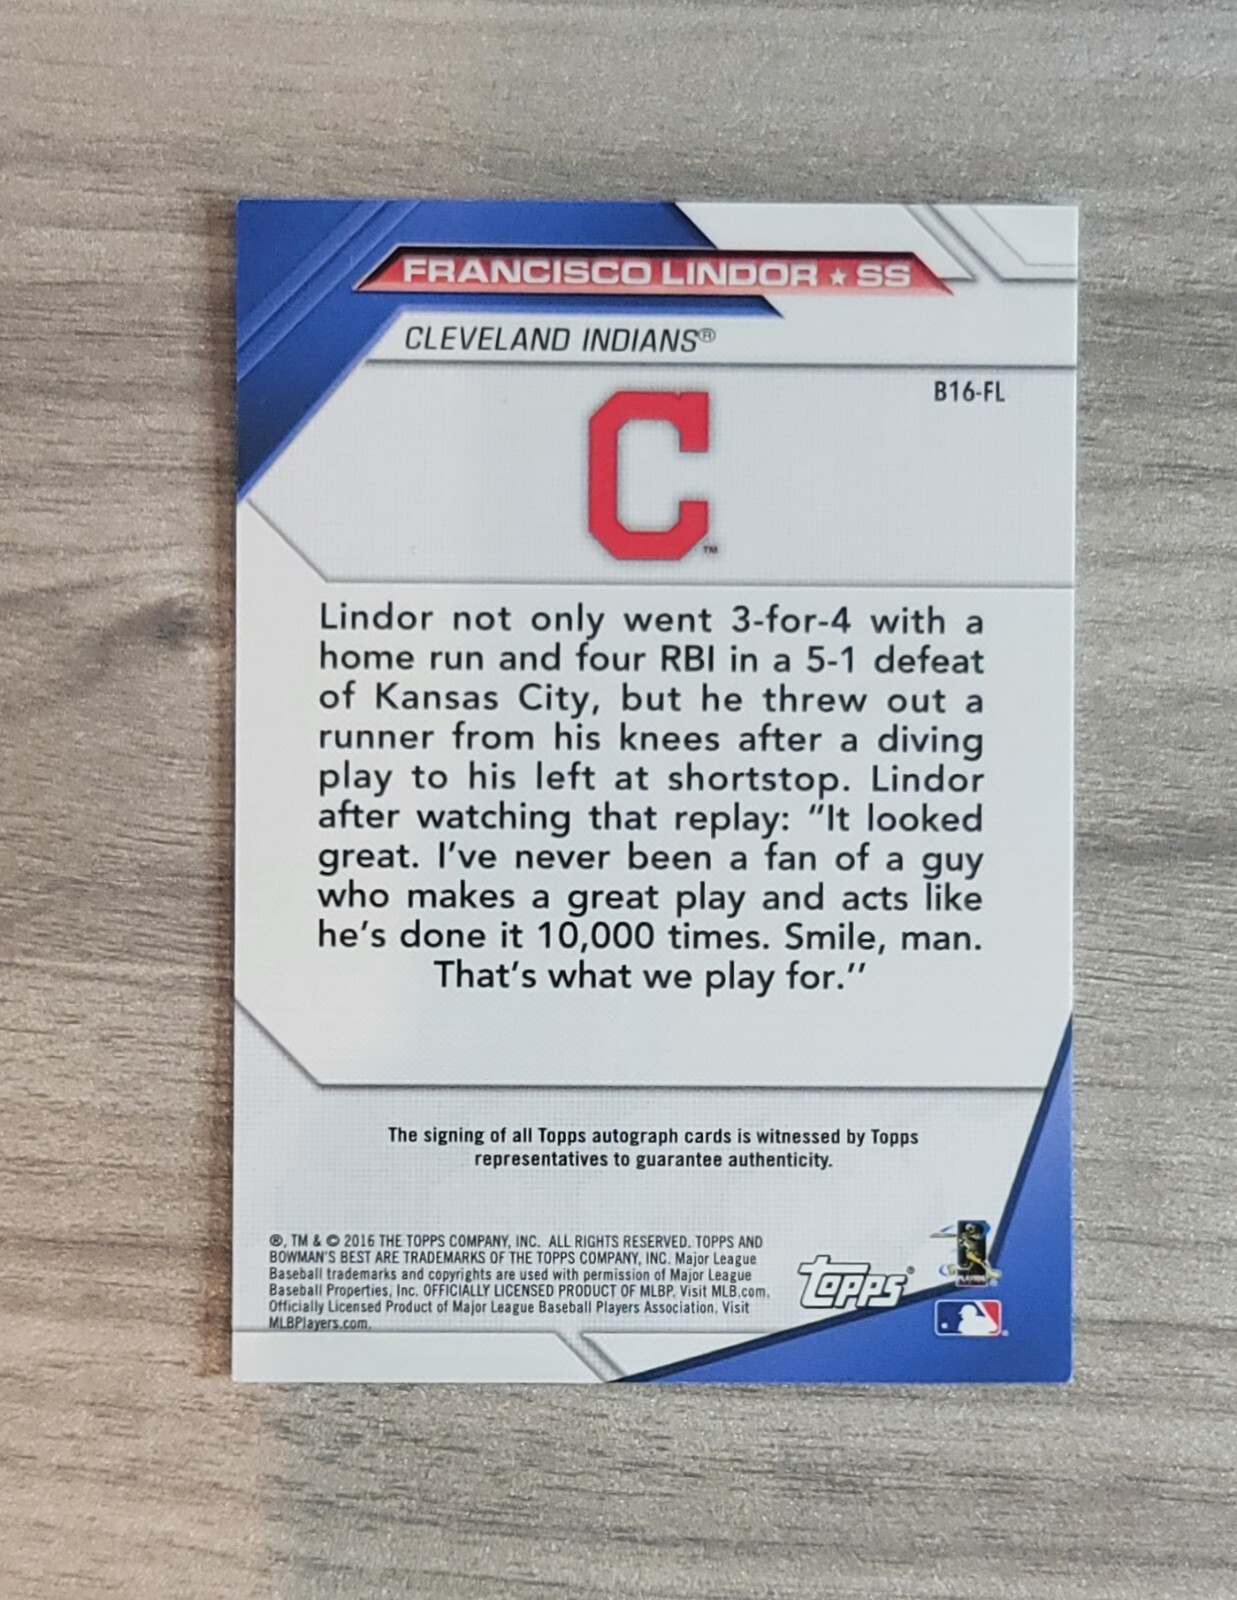 FRANCISCO LINDOR ★ SS
CLEVELAND INDIANS®
B16-FL
C
TM
Lindor not only went 3-for-4 with a
home run and four RBI in a 5-1 defeat
of Kansas City, but he threw out a
runner from his knees after a diving
play to his left at shortstop. Lindor
after watching that replay: “It looked
great. I’ve never been a fan of a guy
who makes a great play and acts like
he’s done it 10,000 times. Smile, man.
That’s what we play for.”
The signing of all Topps autograph cards is witnessed by Topps
representatives to guarantee authenticity.
®, TM & © 2016 THE TOPPS COMPANY, INC. ALL RIGHTS RESERVED. TOPPS AND
BOWMAN'S BEST ARE TRADEMARKS OF THE TOPPS COMPANY, INC. Major League
Baseball trademarks and copyrights are used with permission of Major League
Baseball Properties, Inc. OFFICIALLY LICENSED PRODUCT OF MLBP. Visit MLB.com.
Officially Licensed Product of Major League Baseball Players Association. Visit
MLBPlayers.com.
Topps®